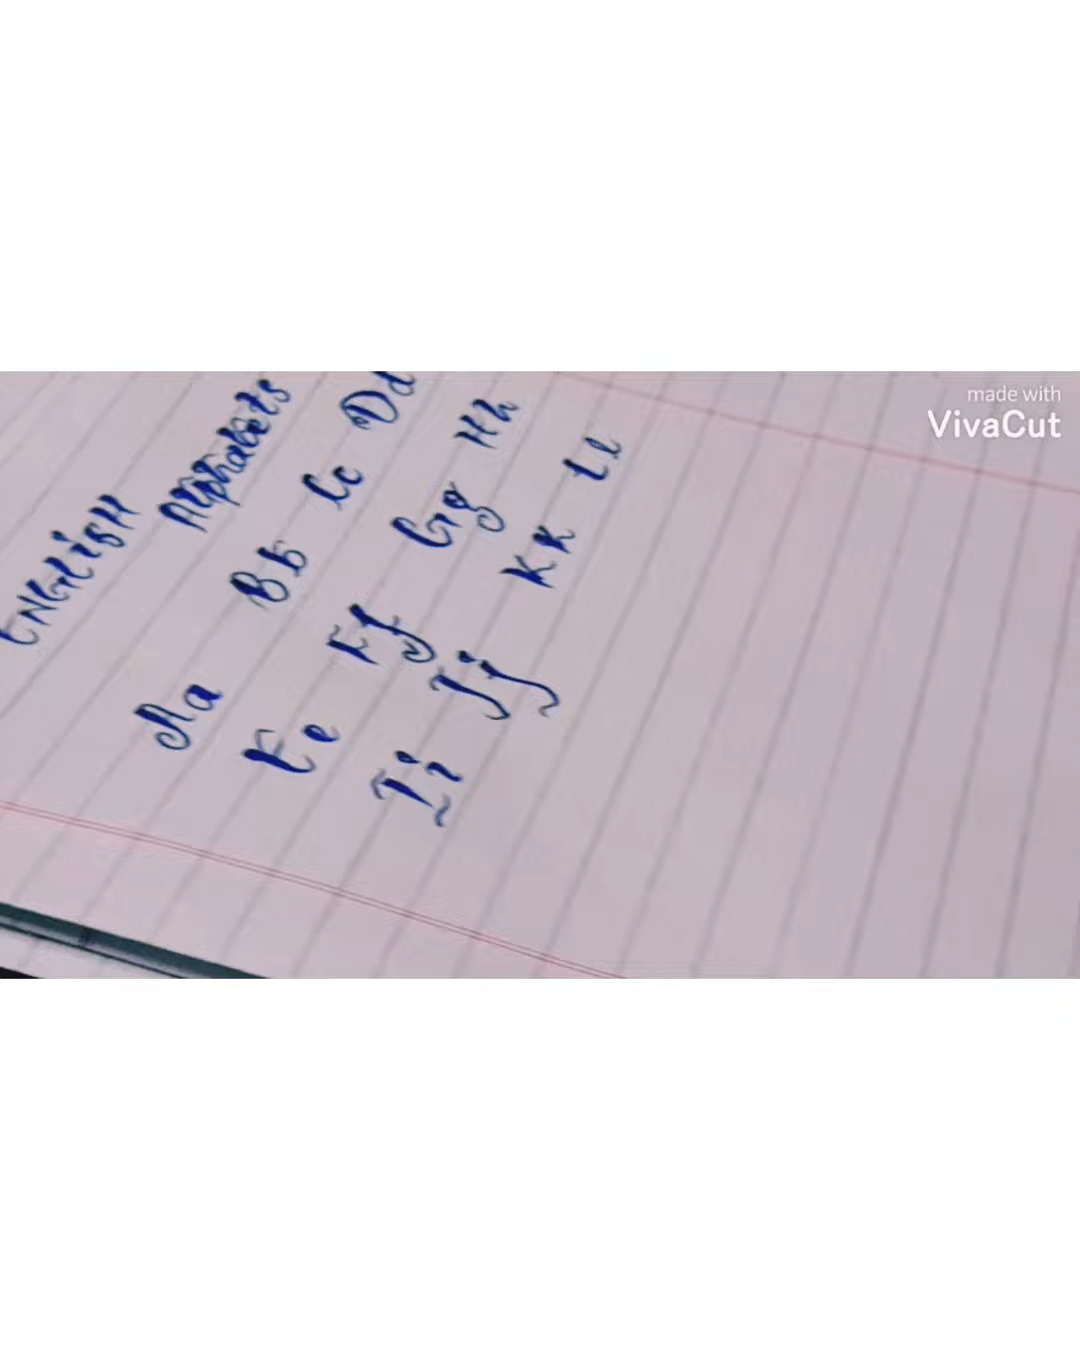 ENGlisH Alphabets
Aa Bb Cc Dd
Ee Ff Gg Hh
Ii Jj Kk Ll
made with
VivaCut